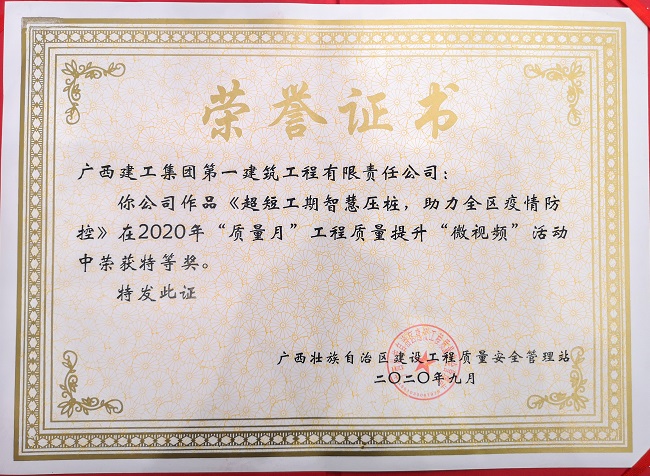 荣誉证书
广西建工集团第一建筑工程有限责任公司：
你公司作品《超短工期智慧压桩，助力全区疫情防
控》在2020年“质量月”工程质量提升“微视频”活动
中荣获特等奖。
特发此证
广西壮族自治区建设工程质量安全管理站
二〇二〇年九月